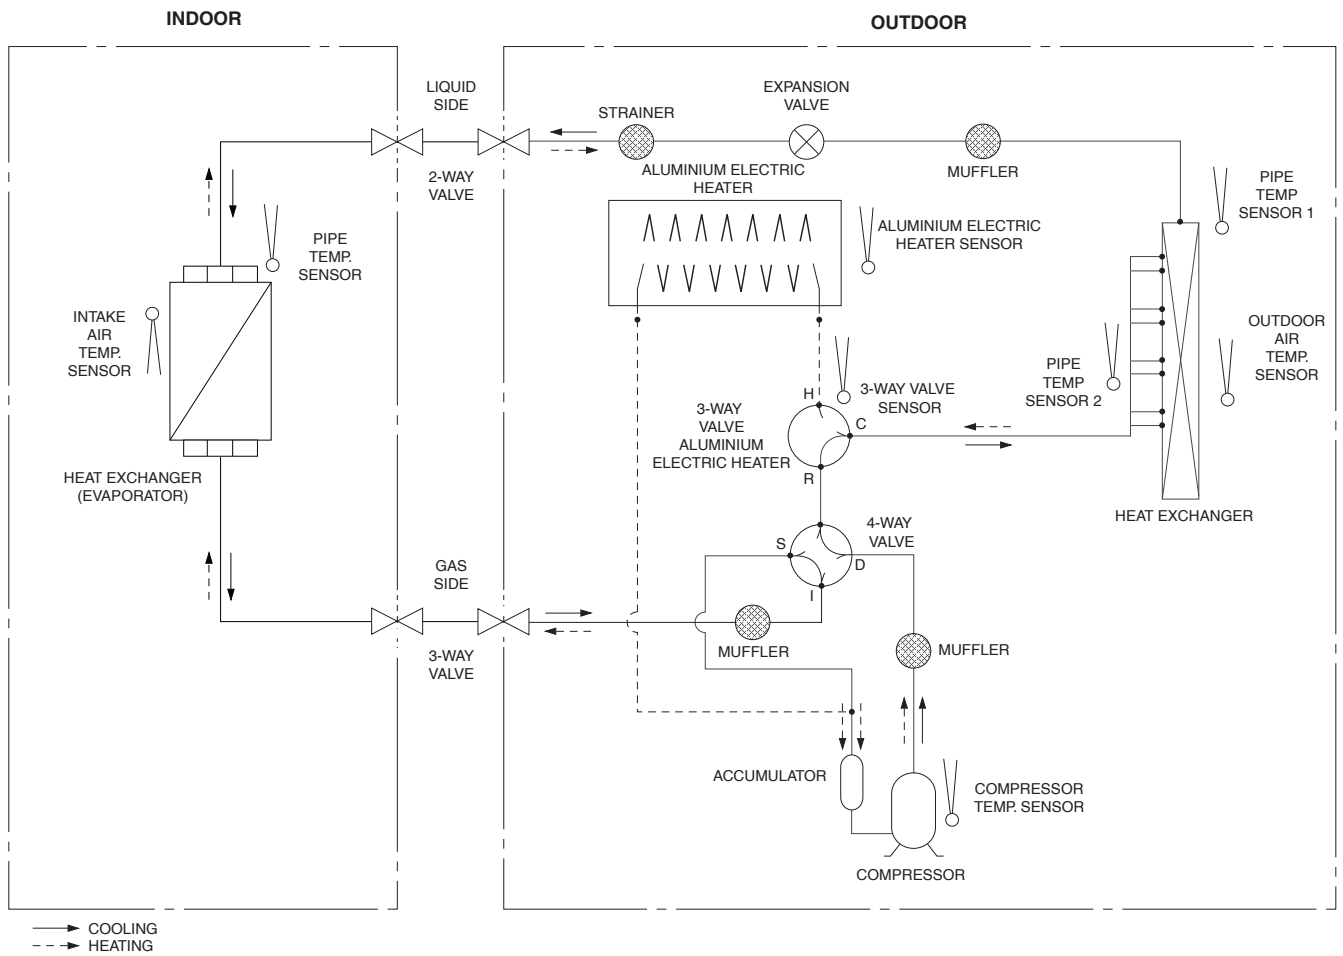 INDOOR
OUTDOOR
LIQUID
SIDE
EXPANSION
VALVE
STRAINER
2-WAY
VALVE
ALUMINIUM ELECTRIC
HEATER
MUFFLER
PIPE
TEMP
SENSOR 1
PIPE
TEMP.
SENSOR
ALUMINIUM ELECTRIC
HEATER SENSOR
INTAKE
AIR
TEMP.
SENSOR
OUTDOOR
AIR
TEMP.
SENSOR
PIPE
TEMP
SENSOR 2
H
3-WAY VALVE
SENSOR
3-WAY
VALVE
ALUMINIUM
ELECTRIC HEATER
C
R
HEAT EXCHANGER
(EVAPORATOR)
HEAT EXCHANGER
4-WAY
VALVE
S
D
I
GAS
SIDE
3-WAY
VALVE
MUFFLER
MUFFLER
ACCUMULATOR
COMPRESSOR
TEMP. SENSOR
COMPRESSOR
COOLING
HEATING